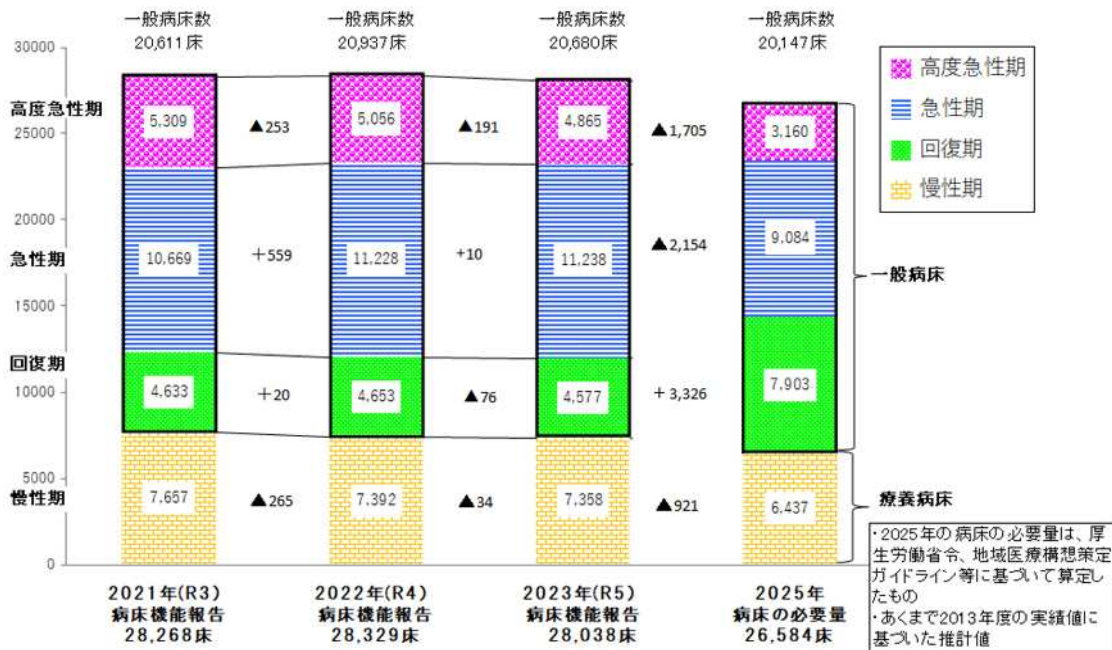 一般病床数
20,611床
一般病床数
20,937床
一般病床数
20,680床
一般病床数
20,147床
30000
25000
20000
15000
10000
5000
0
高度急性期
急性期
回復期
慢性期
5,309
▲253
5,056
▲191
4,865
▲1,705
3,160
10,669
+559
11,228
+10
11,238
▲2,154
9.084
4,633
+20
4,653
▲76
4,577
+3,326
7,903
7,657
▲265
7,392
▲34
7,358
▲921
6,437
高度急性期
急性期
回復期
慢性期
一般病床
療養病床
2021年(R3)
病床機能報告
28,268床
2022年(R4)
病床機能報告
28,329床
2023年(R5)
病床機能報告
28,038床
2025年
病床の必要量
26,584床
・2025年の病床の必要量は、厚
生労働省令、地域医療構想策定
ガイドライン等に基づいて算定し
たもの
・あくまで2013年度の実績値に
基づいた推計値